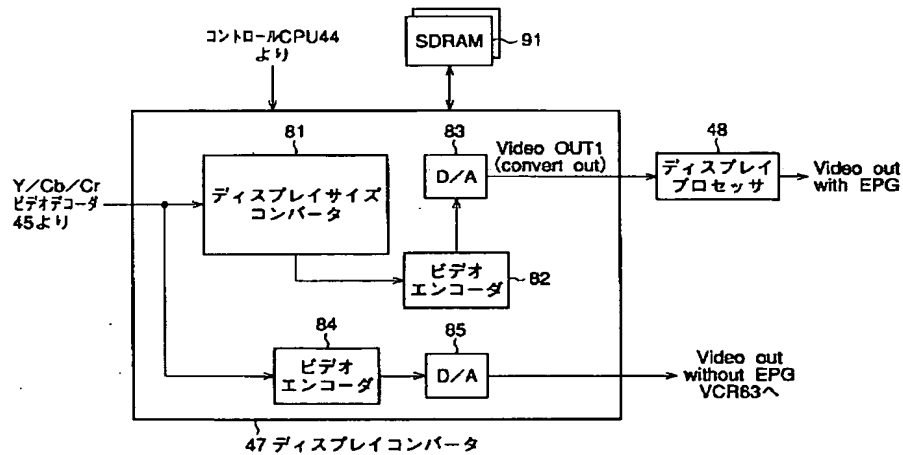 コントロールCPU44
より
SDRAM
91
81
83
Video OUT1
(convert out)
48
D/A
ディスプレイ
プロセッサ
Video out
with EPG
Y/Cb/Cr
ビデオデコーダ
45より
ディスプレイサイズ
コンバータ
ビデオ
エンコーダ
82
84
85
ビデオ
エンコーダ
D/A
Video out
without EPG
VCR63へ
47 ディスプレイコンバータ